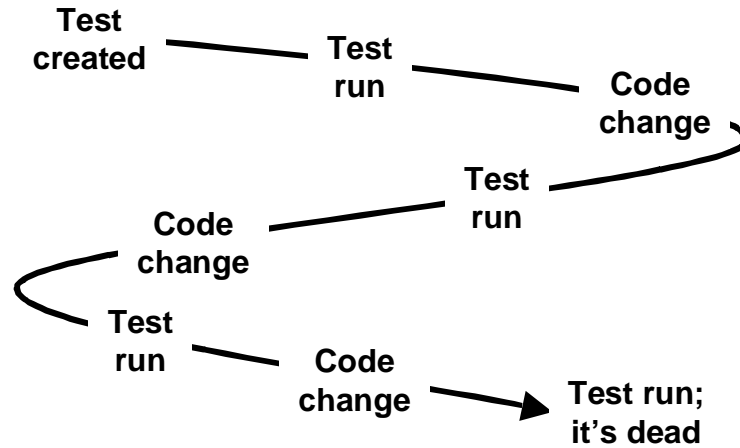 Test
created
Test
run
Code
change
Test
run
Code
change
Test
run
Code
change
Test run;
it's dead